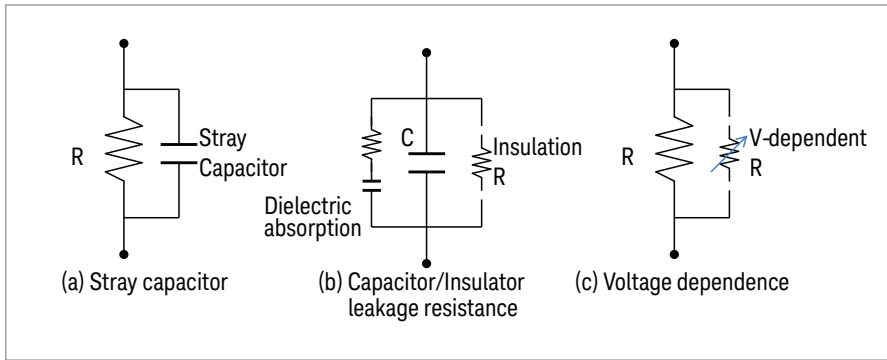 R
Stray
Capacitor
(a) Stray capacitor
C
Insulation
R
Dielectric
absorption
(b) Capacitor/Insulator
leakage resistance
R
V-dependent
R
(c) Voltage dependence